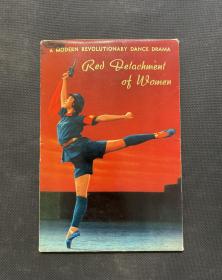 A MODERN REVOLUTIONARY DANCE DRAMA
Red Detachment
of Women